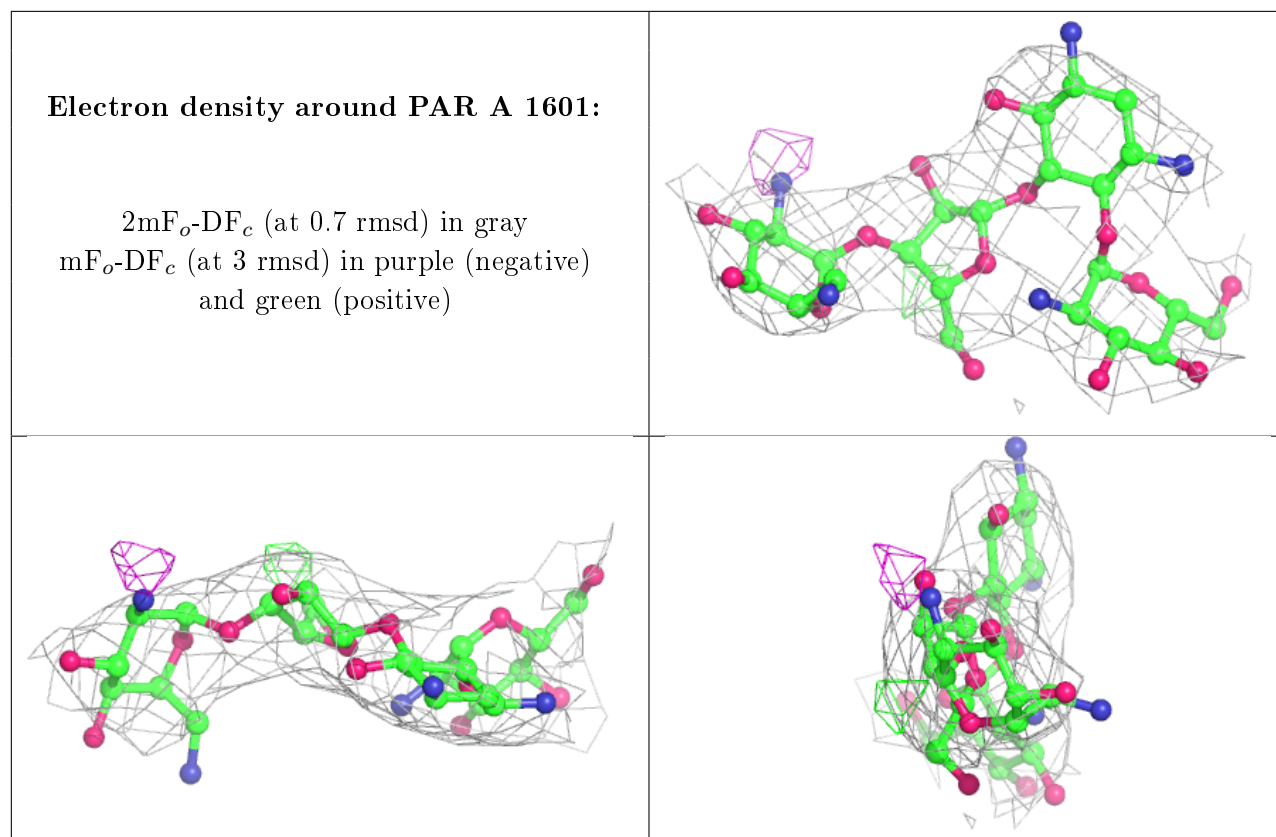 Electron density around PAR A 1601:
2mFₒ-DF𝒸 (at 0.7 rmsd) in gray
mFₒ-DF𝒸 (at 3 rmsd) in purple (negative)
and green (positive)